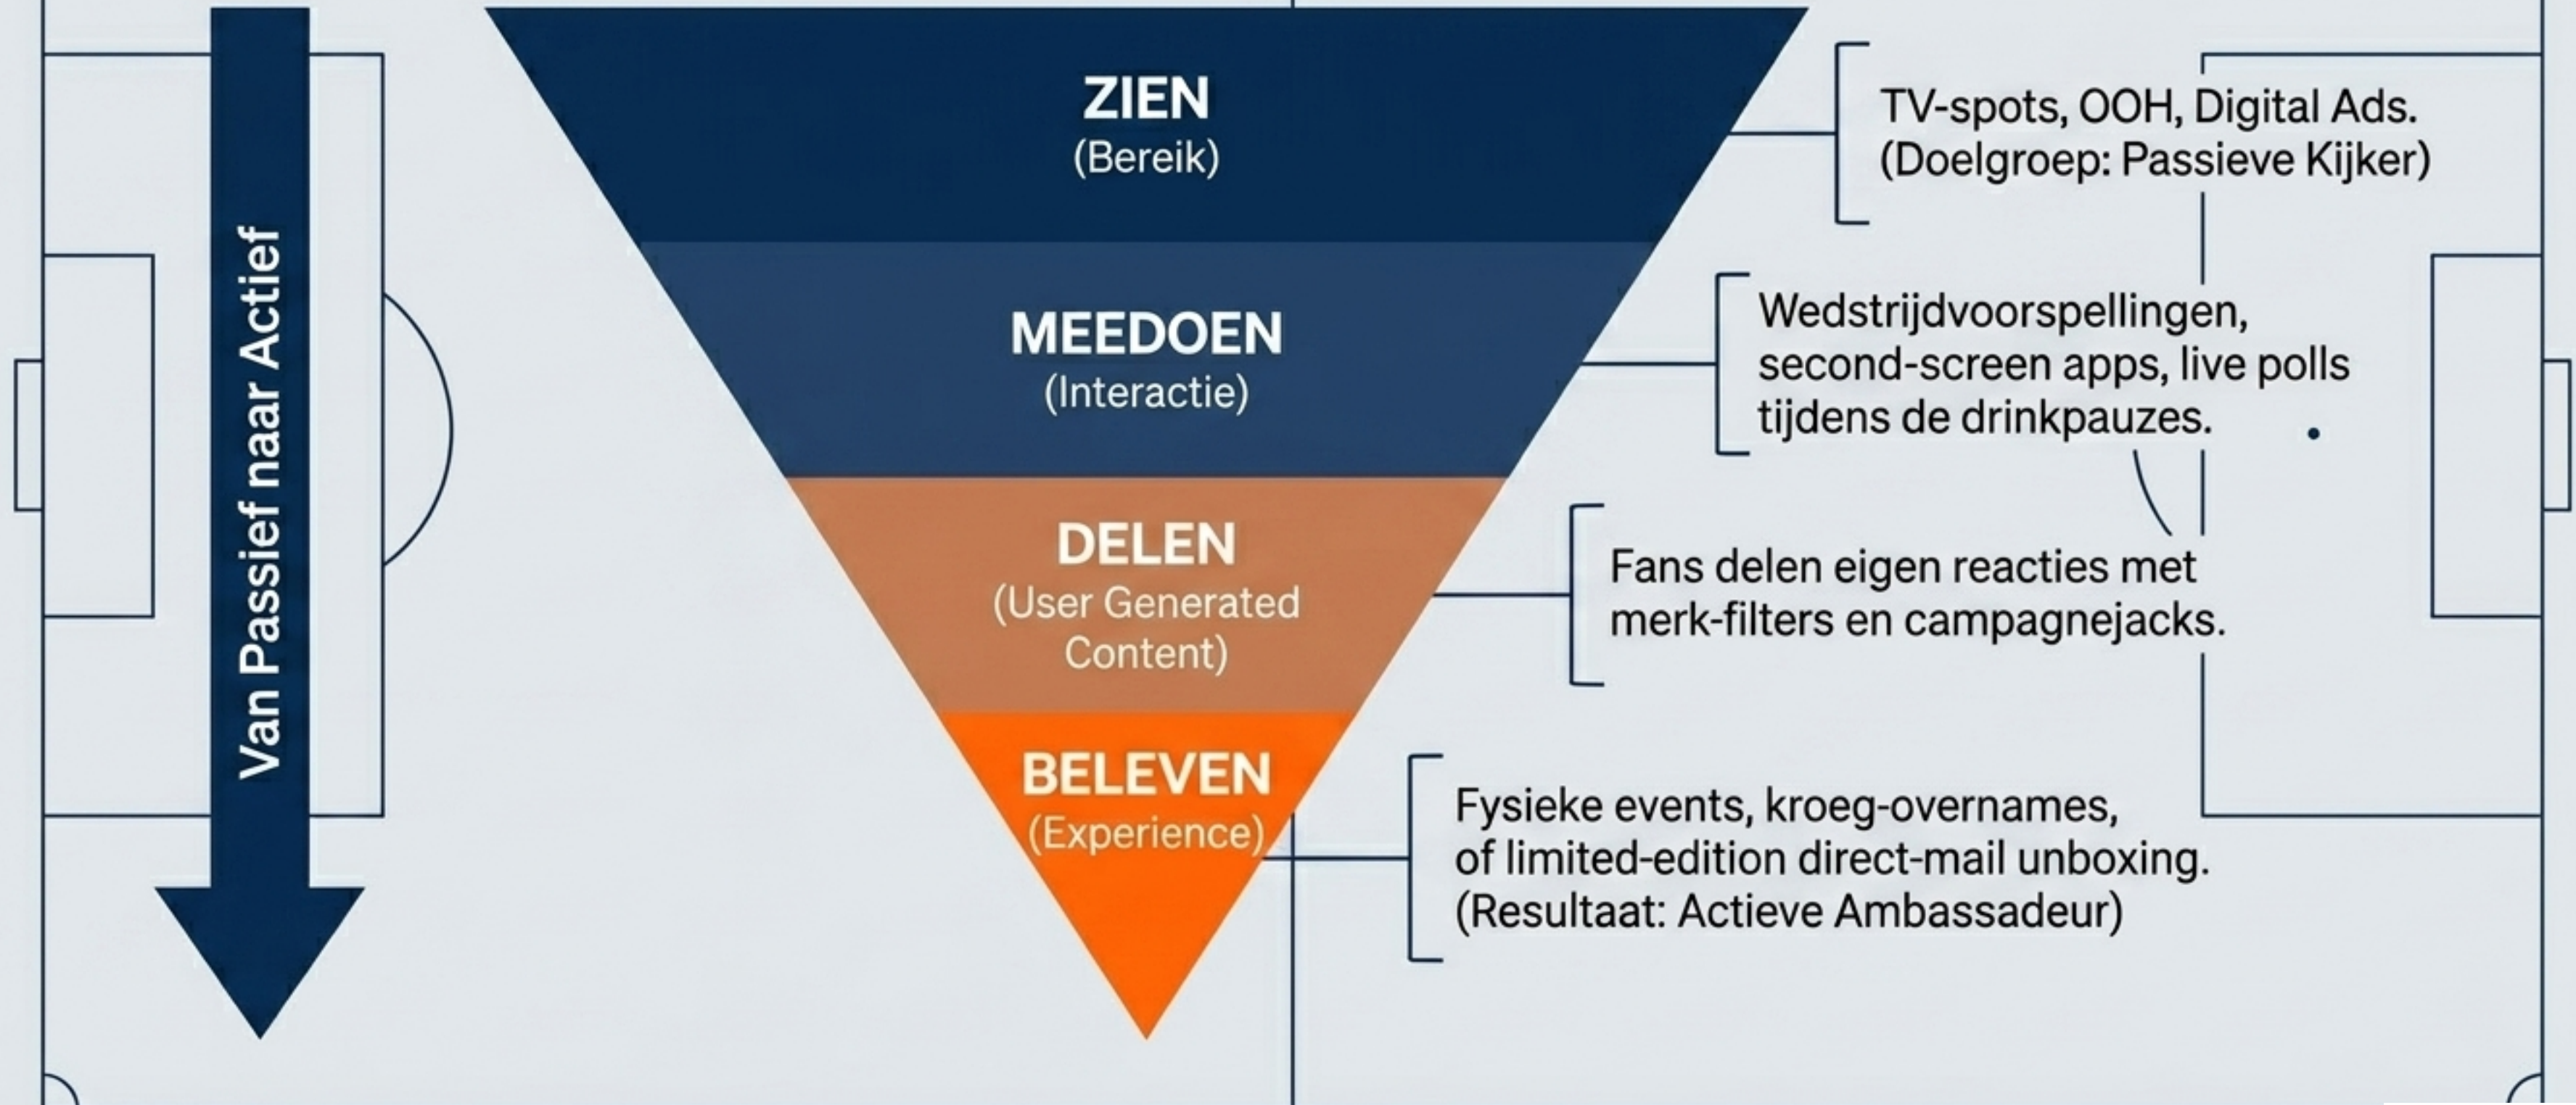 Van Passief naar Actief
ZIEN
(Bereik)
TV-spots, OOH, Digital Ads.
(Doelgroep: Passieve Kijker)
MEEDOEN
(Interactie)
Wedstrijdvoorspellingen,
second-screen apps, live polls
tijdens de drinkpauzes.
DELEN
(User Generated
Content)
Fans delen eigen reacties met
merk-filters en campagnejacks.
BELEVEN
(Experience)
Fysieke events, kroeg-overnames,
of limited-edition direct-mail unboxing.
(Resultaat: Actieve Ambassadeur)